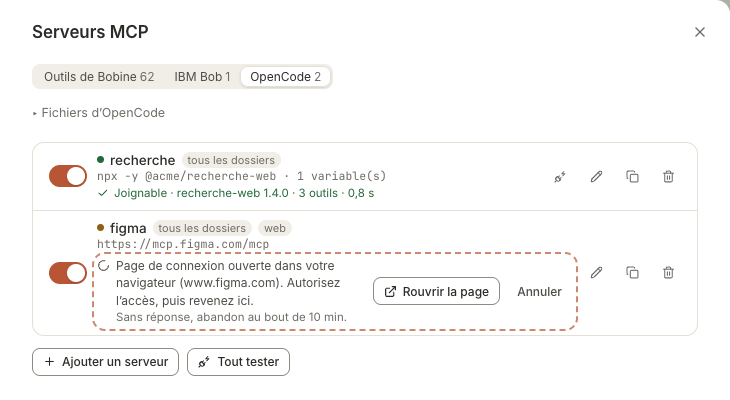 Serveurs MCP
Outils de Bobine 62 IBM Bob 1 OpenCode 2
Fichiers d’OpenCode
recherche tous les dossiers
npx -y @acme/recherche-web · 1 variable(s)
Joignable · recherche-web 1.4.0 · 3 outils · 0,8 s
figma tous les dossiers web
https://mcp.figma.com/mcp
Page de connexion ouverte dans votre
navigateur (www.figma.com). Autorisez
l’accès, puis revenez ici.
Sans réponse, abandon au bout de 10 min.
Rouvrir la page Annuler
Ajouter un serveur Tout tester